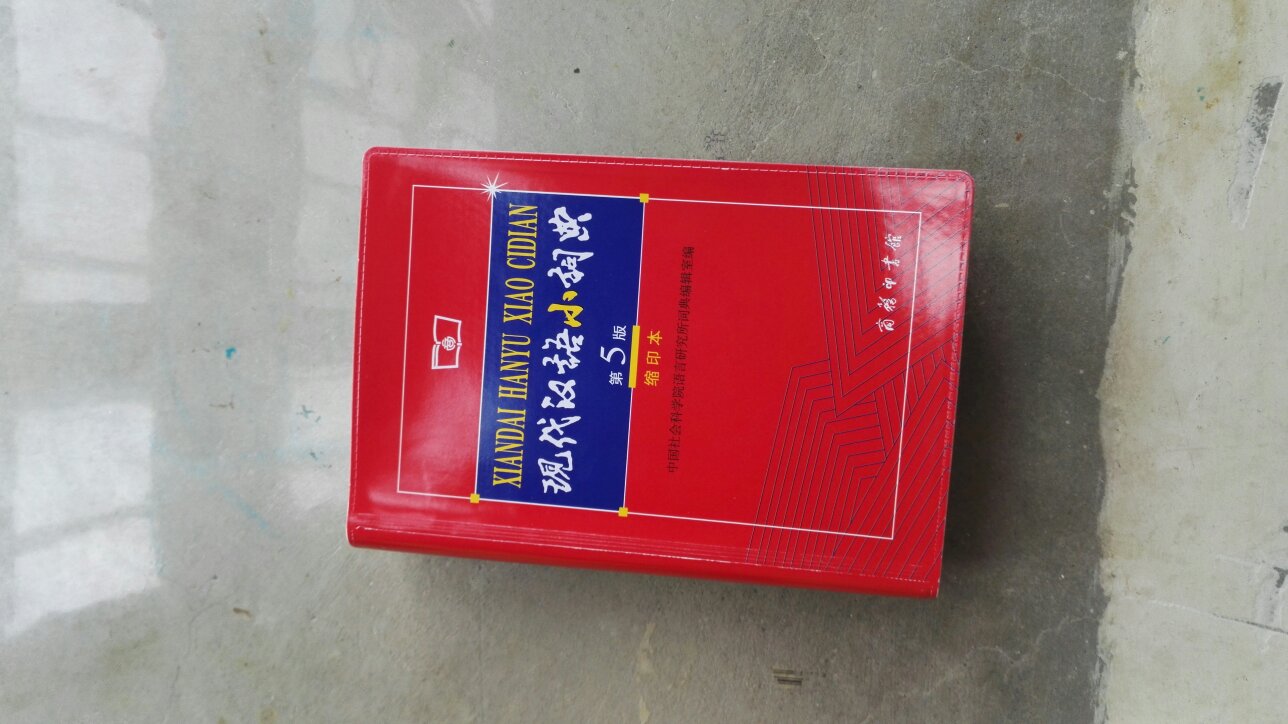 XIANDAI HANYU XIAO CIDIAN
现代汉语小词典
第5版
缩印本
中国社会科学院语言研究所词典编辑室编
商务印书馆